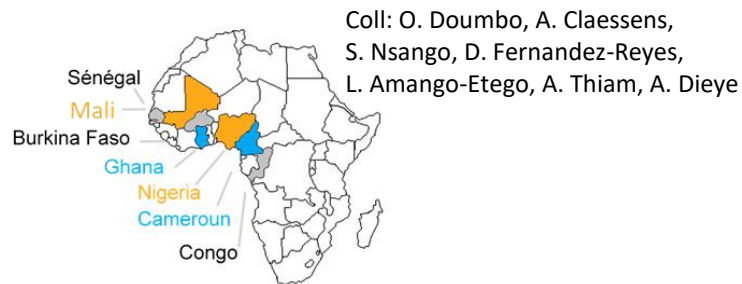 Coll: O. Doumbo, A. Claessens,
S. Nsango, D. Fernandez-Reyes,
L. Amango-Etego, A. Thiam, A. Dieye
Sénégal
Mali
Burkina Faso
Ghana
Nigeria
Cameroun
Congo